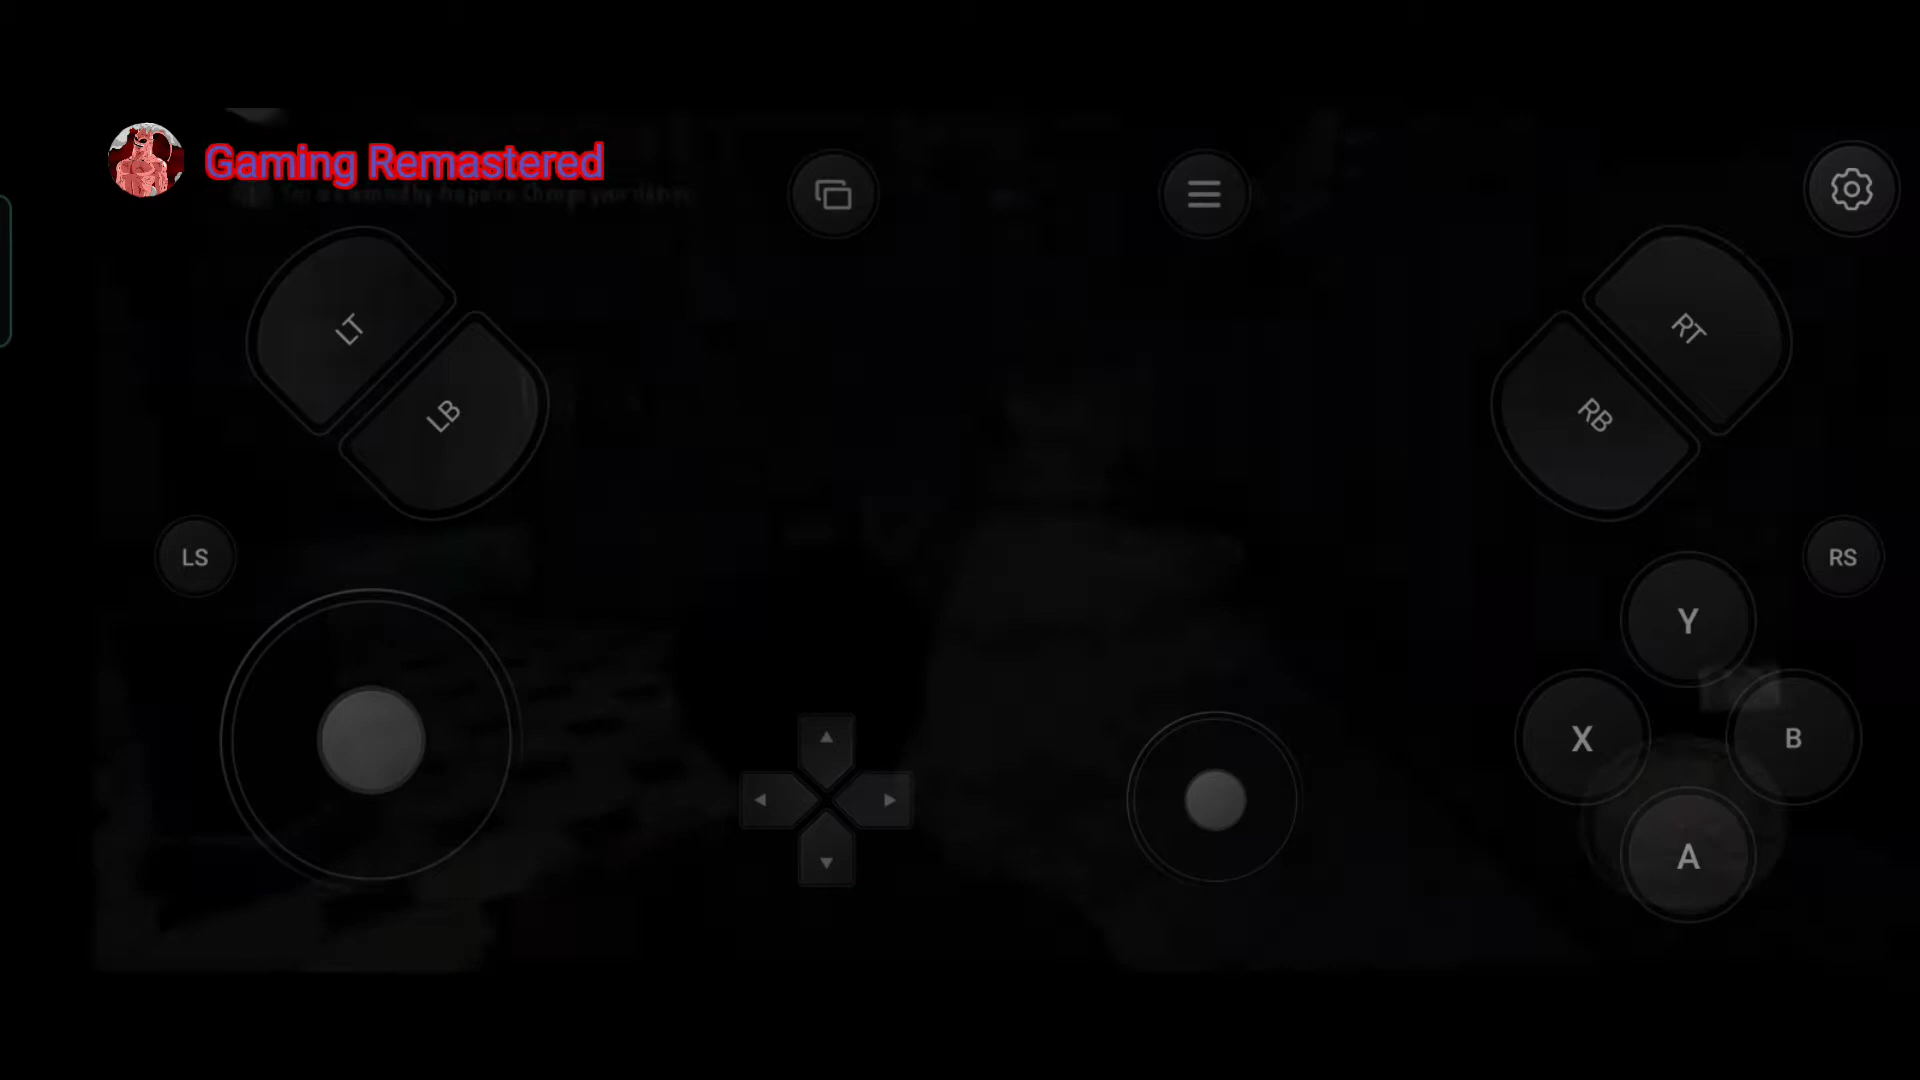 Gaming Remastered
LT
RT
LB
RB
LS
RS
Y
X
B
A